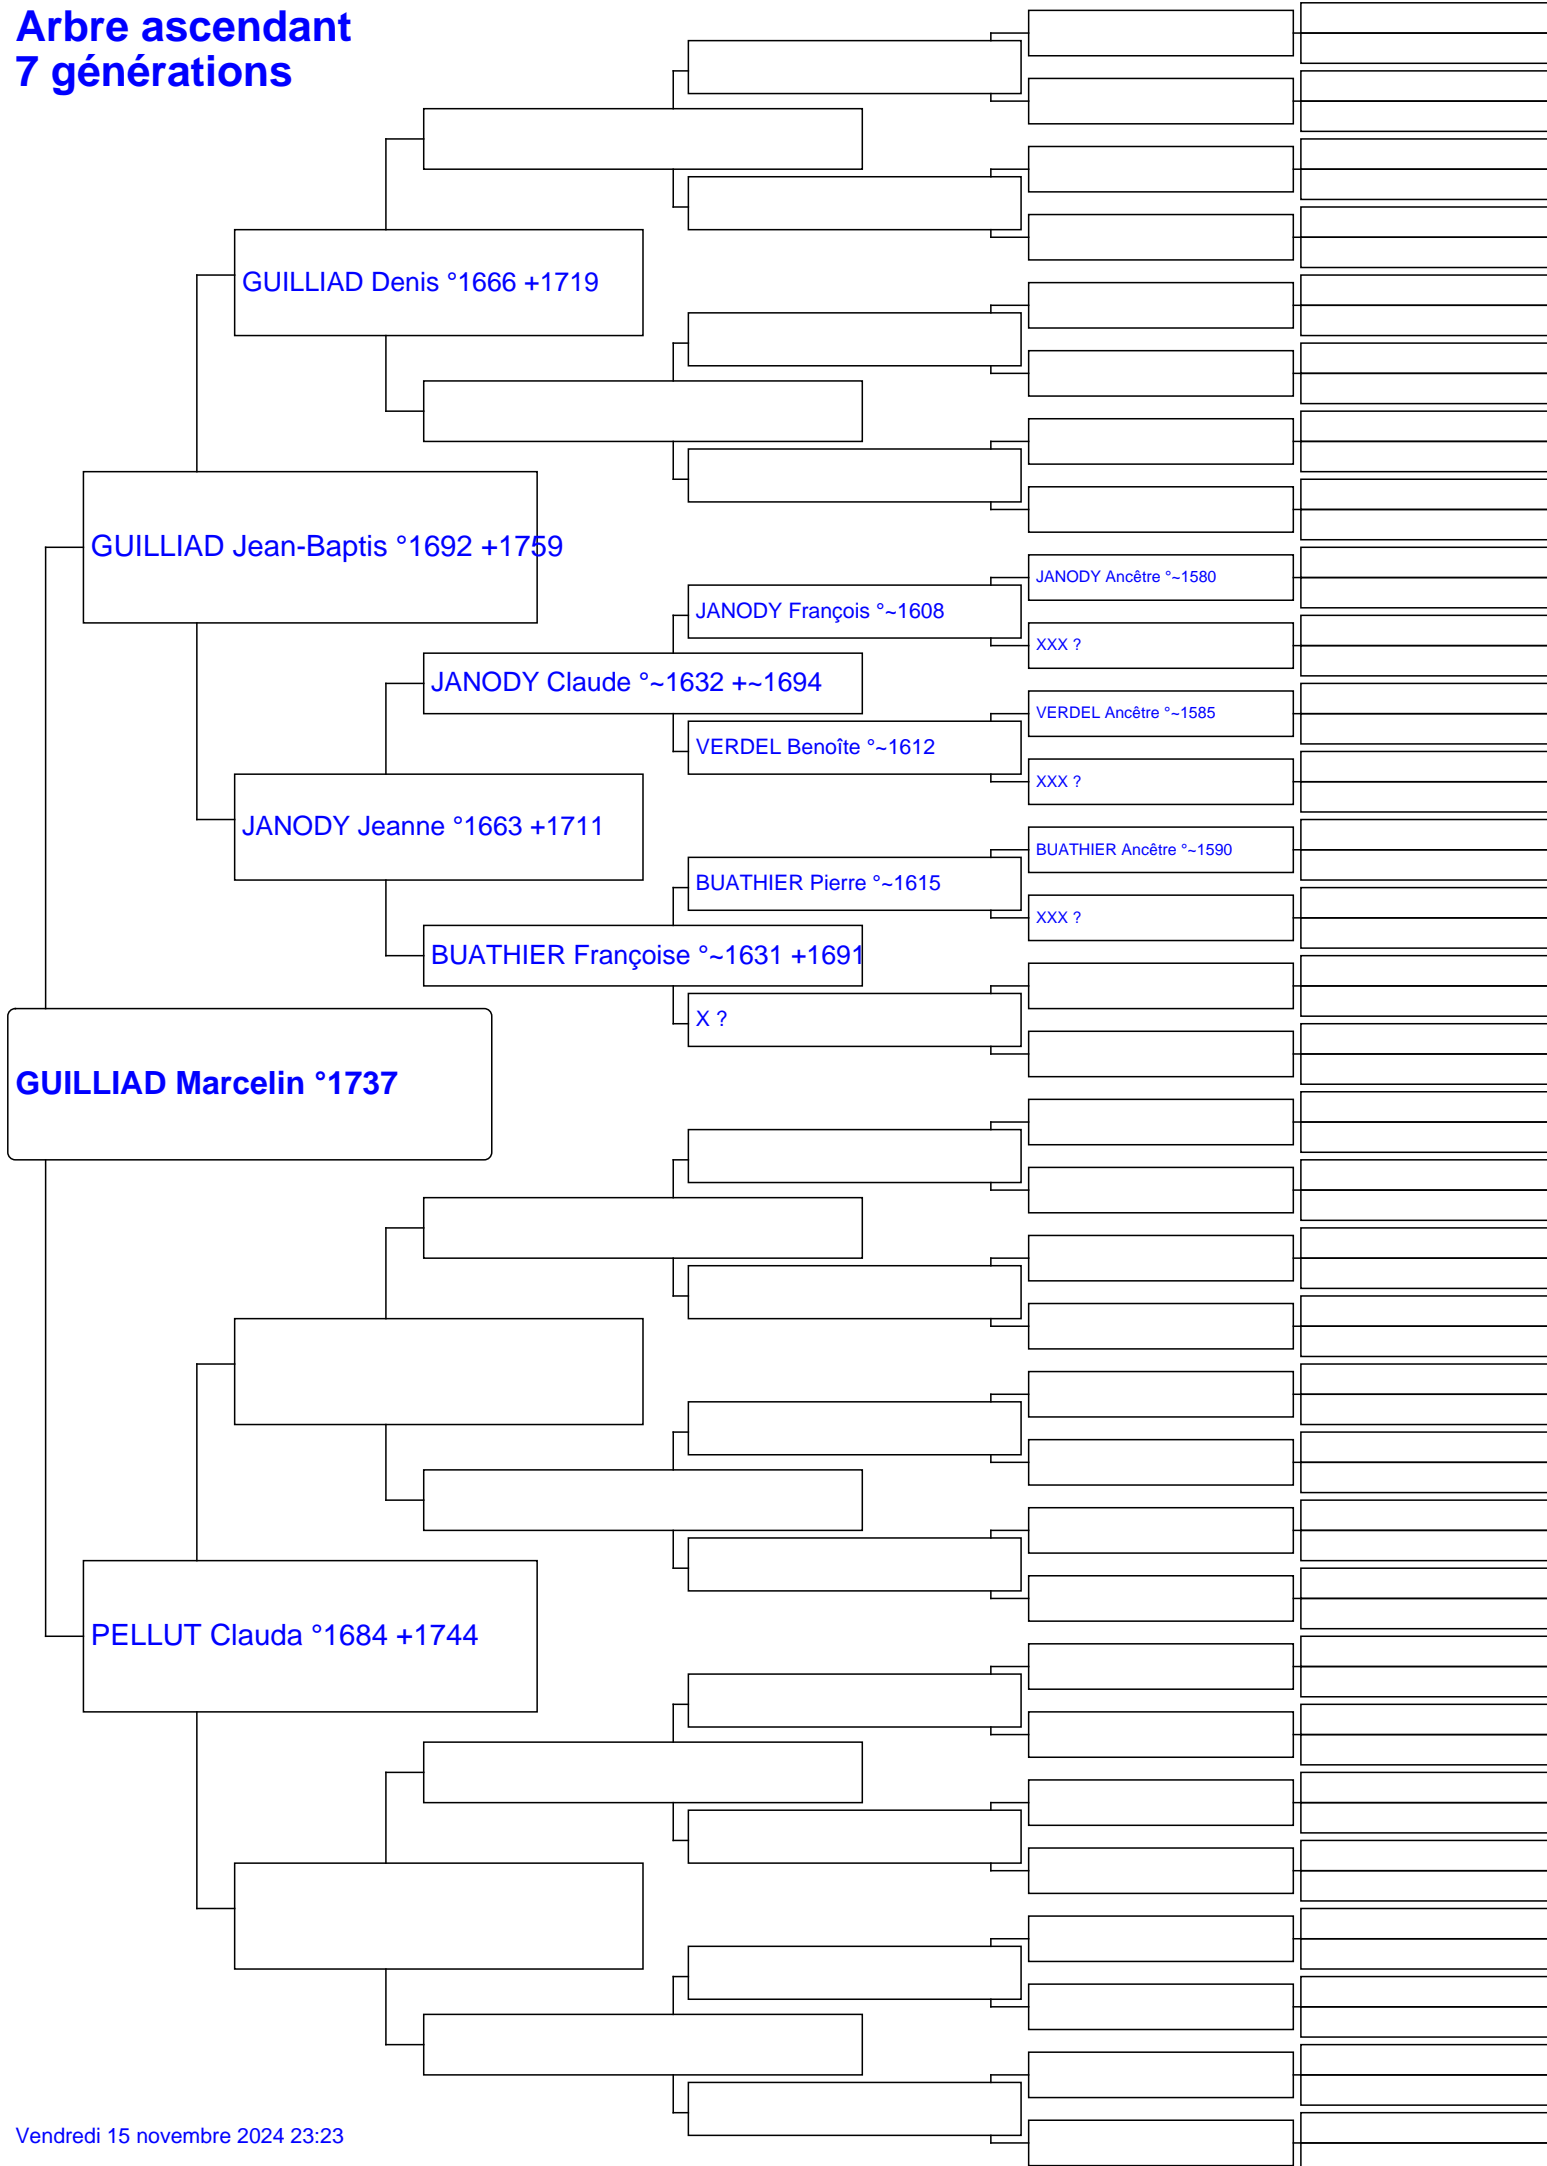 Arbre ascendant
7 générations
GUILLIAD Denis °1666 +1719
GUILLIAD Jean-Baptis °1692 +1759
JANODY Ancêtre °~1580
JANODY François °~1608
XXX ?
JANODY Claude °~1632 +~1694
VERDEL Ancêtre °~1585
VERDEL Benoîte °~1612
XXX ?
JANODY Jeanne °1663 +1711
BUATHIER Ancêtre °~1590
BUATHIER Pierre °~1615
XXX ?
BUATHIER Françoise °~1631 +1691
X ?
GUILLIAD Marcelin °1737
PELLUT Clauda °1684 +1744
Vendredi 15 novembre 2024 23:23